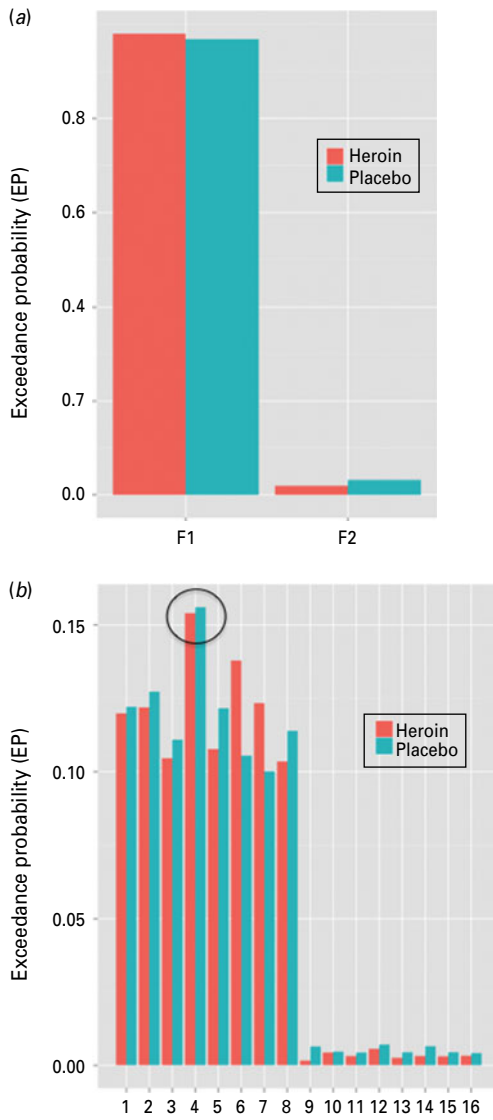 (a)
Exceedance probability (EP)
0.8
0.6
0.4
0.7
0.0
Heroin
Placebo
F1 F2
(b)
Exceedance probability (EP)
0.15
0.10
0.05
0.00
Heroin
Placebo
1 2 3 4 5 6 7 8 9 10 11 12 13 14 15 16